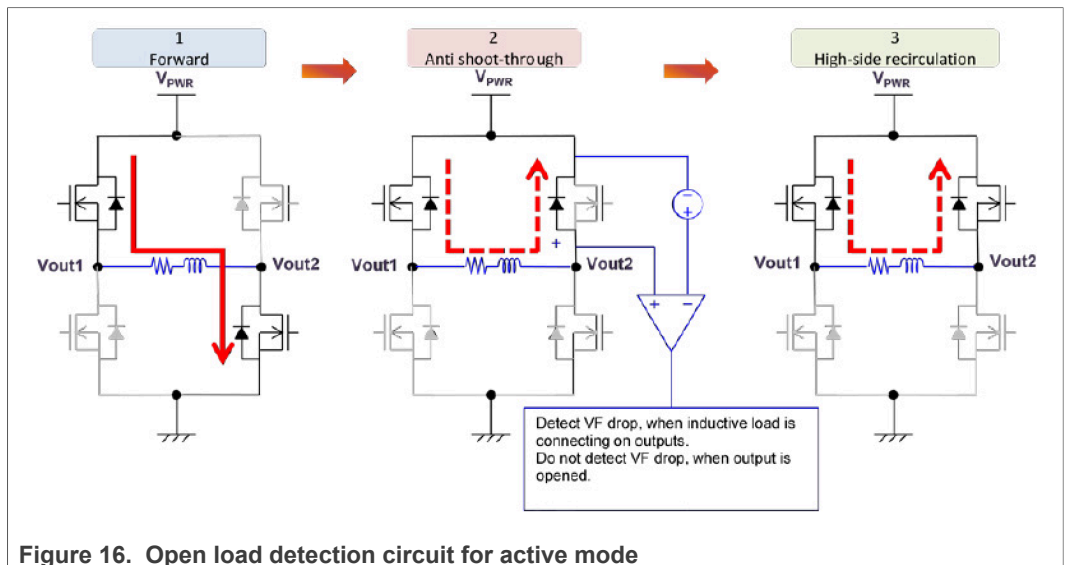 1
Forward
2
Anti shoot-through
3
High-side recirculation
VPWR
VPWR
VPWR
Vout1
Vout2
Vout1
Vout2
Vout1
Vout2
+
−
+
+
−
Detect VF drop, when inductive load is
connecting on outputs.
Do not detect VF drop, when output is
opened.
Figure 16. Open load detection circuit for active mode